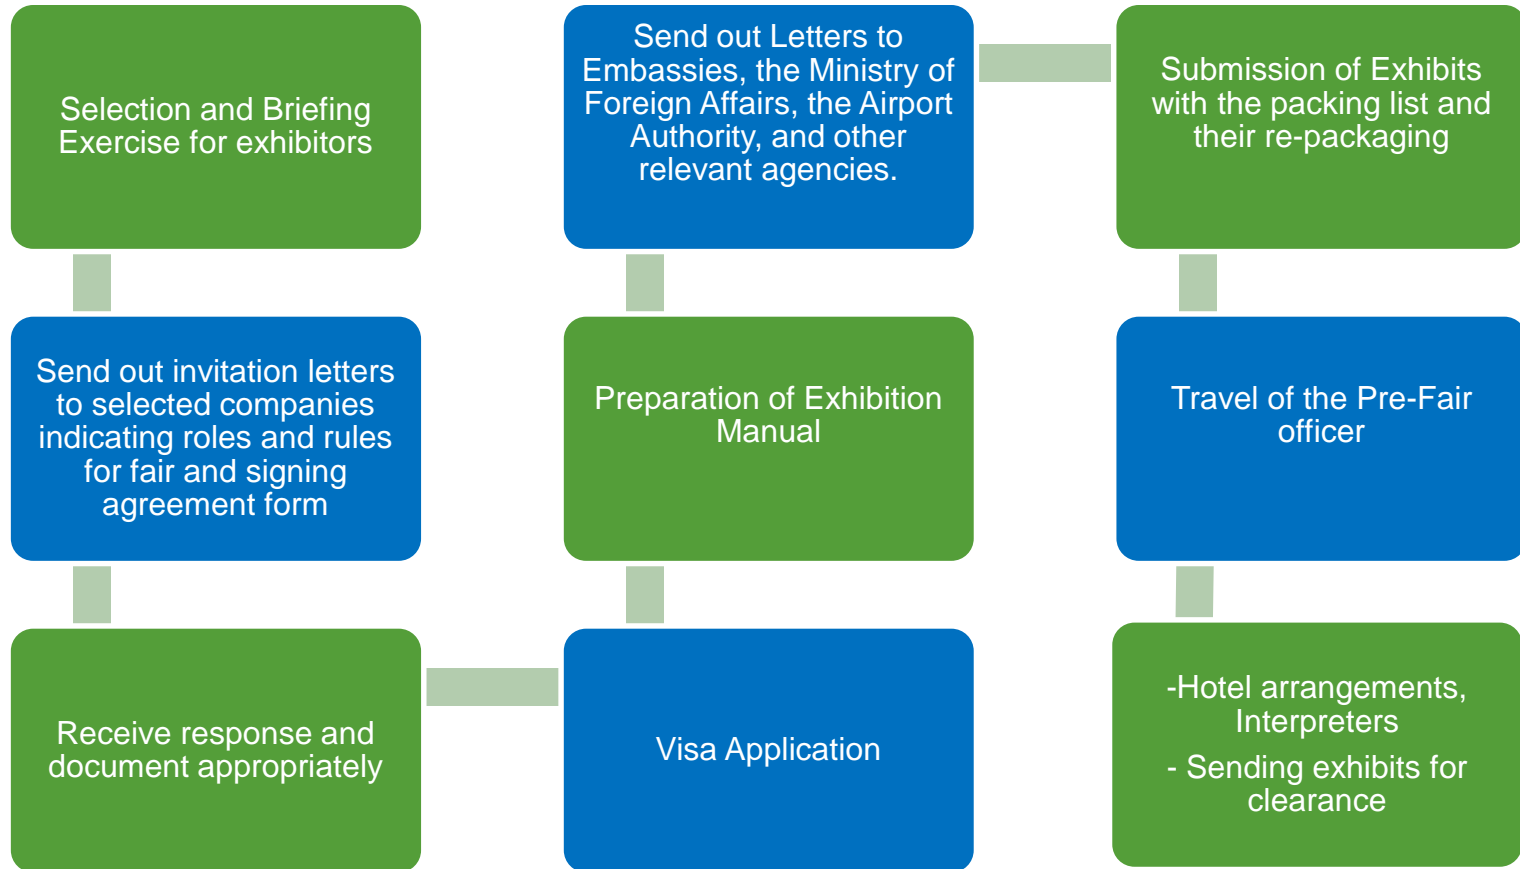 Selection and Briefing
Exercise for exhibitors
Send out invitation letters
to selected companies
indicating roles and rules
for fair and signing
agreement form
Receive response and
document appropriately
Visa Application
Preparation of Exhibition
Manual
Send out Letters to
Embassies, the Ministry of
Foreign Affairs, the Airport
Authority, and other
relevant agencies.
Submission of Exhibits
with the packing list and
their re-packaging
Travel of the Pre-Fair
officer
-Hotel arrangements,
Interpreters
- Sending exhibits for
clearance